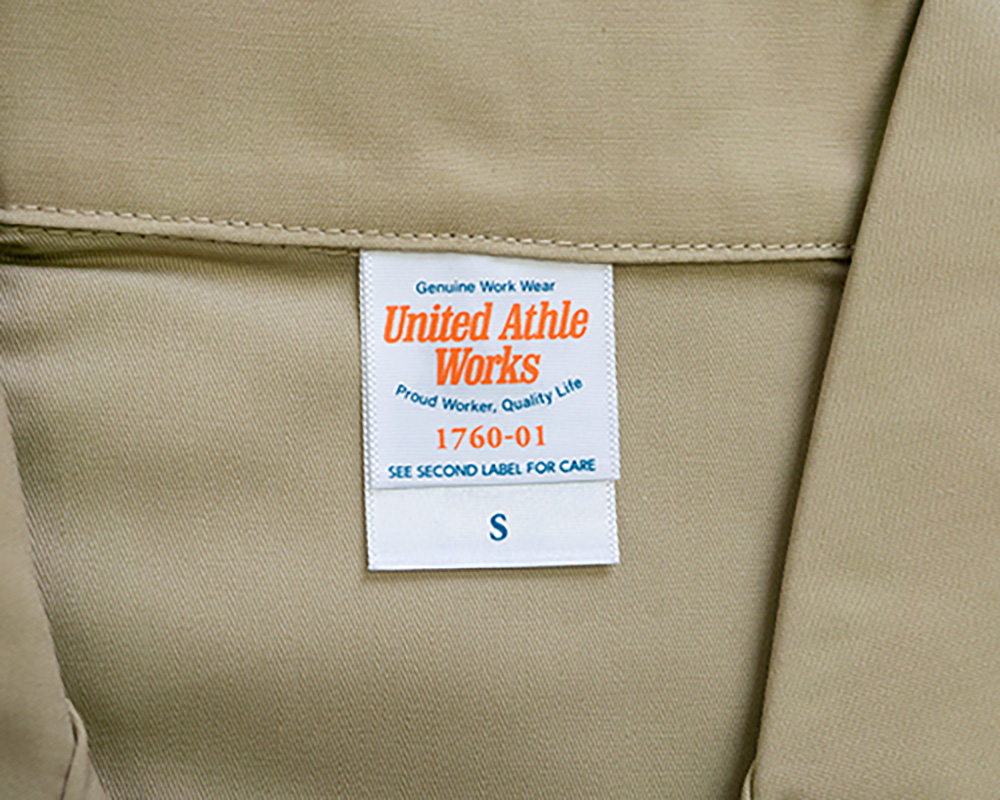 Genuine Work Wear
United Athle
Works
Proud Worker, Quality Life
1760-01
SEE SECOND LABEL FOR CARE
S